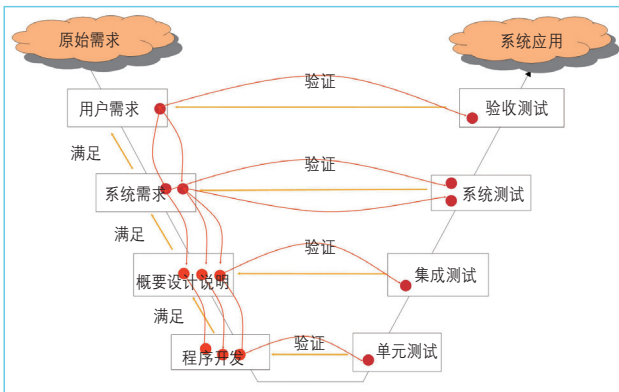 原始需求
系统应用
验证
用户需求
验收测试
满足
验证
系统需求
系统测试
满足
验证
概要设计说明
集成测试
满足
验证
程序开发
单元测试